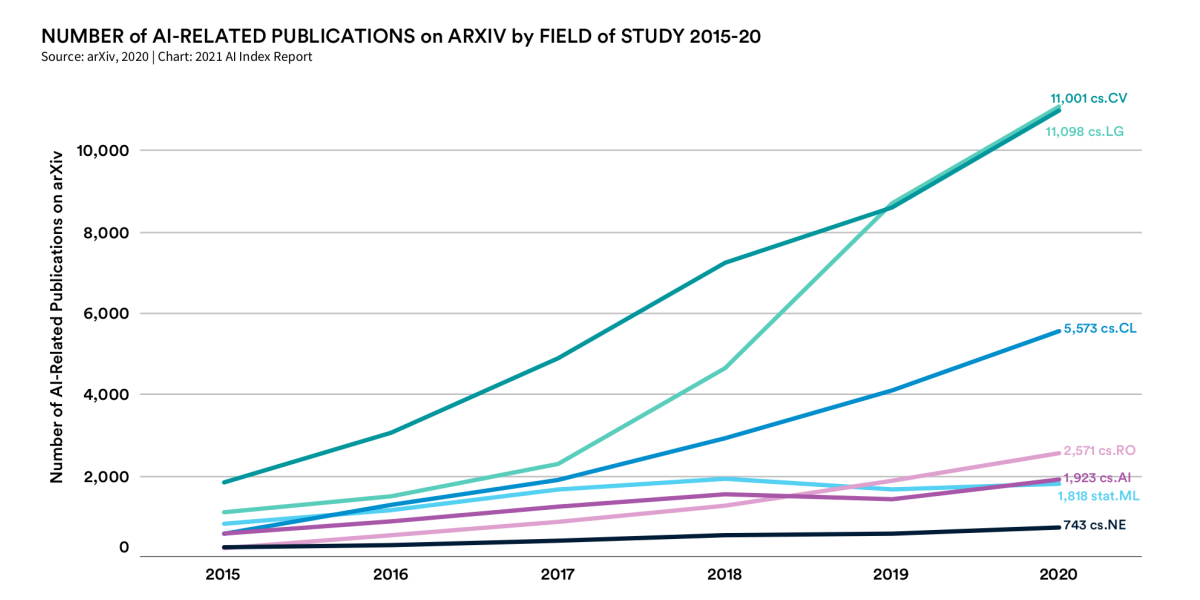 NUMBER of AI-RELATED PUBLICATIONS on ARXIV by FIELD of STUDY 2015-20
Source: arXiv, 2020 | Chart: 2021 AI Index Report
Number of AI-Related Publications on arXiv
10,000
8,000
6,000
4,000
2,000
0
11,001 cs.CV
11,098 cs.LG
5,573 cs.CL
2,571 cs.RO
1,923 cs.AI
1,818 stat.ML
743 cs.NE
2015
2016
2017
2018
2019
2020